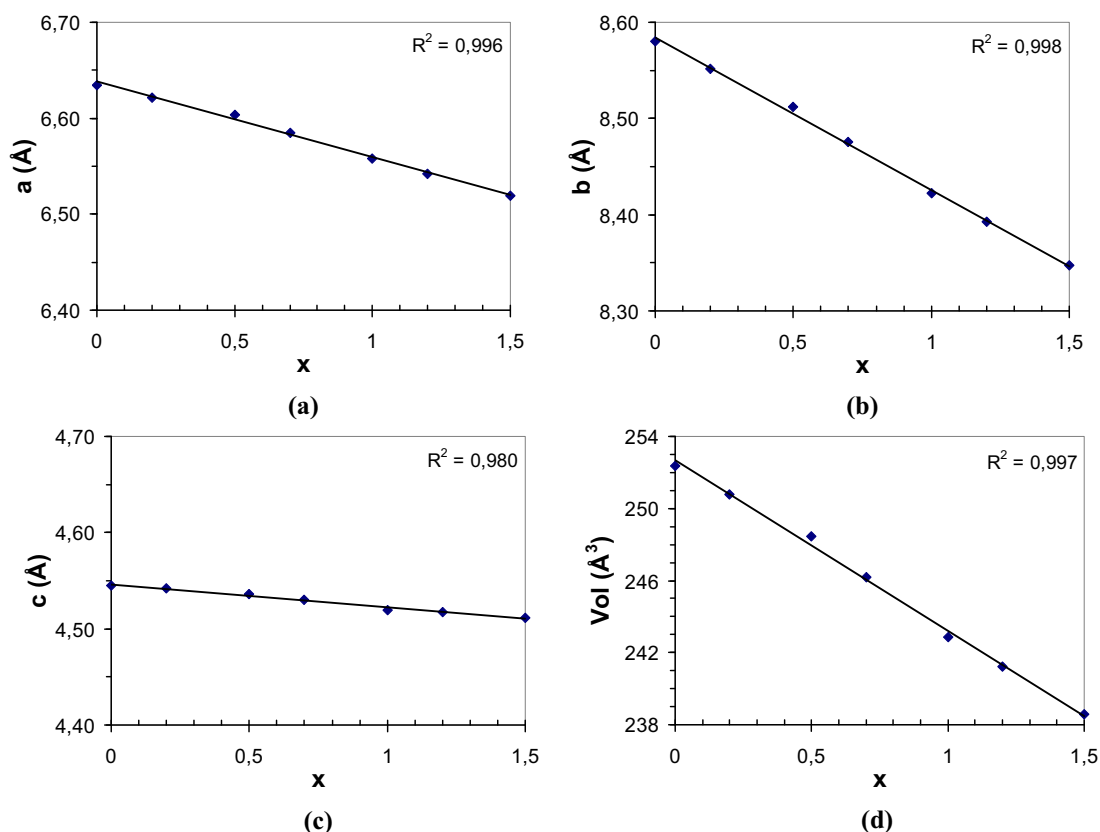 6,70
R² = 0,996
6,60
a (Å)
6,50
6,40
0 0,5 1 1,5
x
(a)
8,60
R² = 0,998
8,50
b (Å)
8,40
8,30
0 0,5 1 1,5
x
(b)
4,70
R² = 0,980
4,60
c (Å)
4,50
4,40
0 0,5 1 1,5
x
(c)
254
R² = 0,997
250
Vol (Å³)
246
242
238
0 0,5 1 1,5
x
(d)